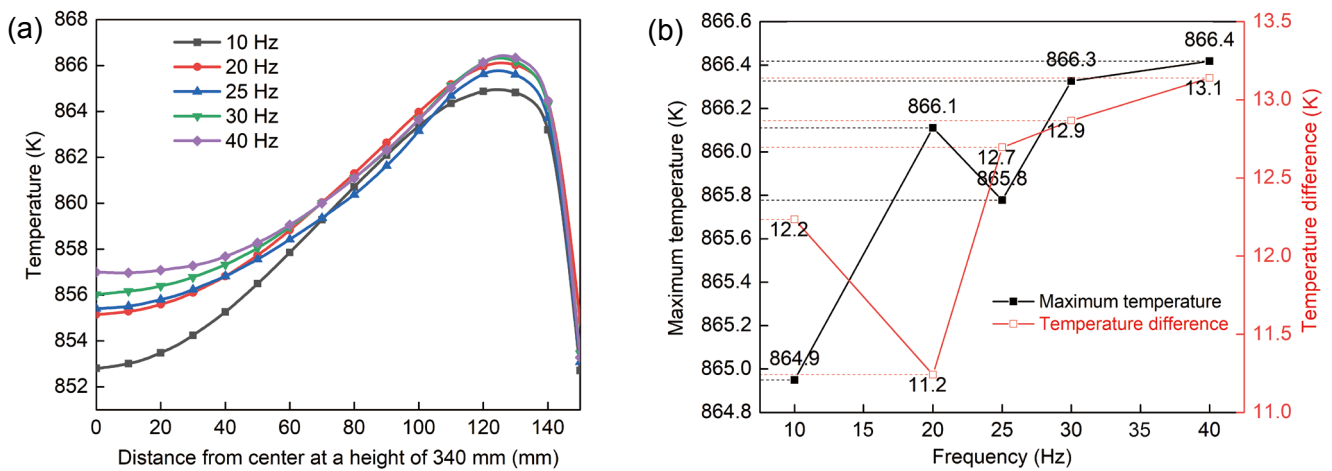 (a)
868
866
864
862
860
858
856
854
852
Temperature (K)
10 Hz
20 Hz
25 Hz
30 Hz
40 Hz
0 20 40 60 80 100 120 140
Distance from center at a height of 340 mm (mm)
(b)
866.6
866.4
866.2
866.0
865.8
865.6
865.4
865.2
865.0
864.8
Maximum temperature (K)
866.4
866.3
866.1
13.1
12.9
12.7
865.8
12.2
864.9
11.2
Maximum temperature
Temperature difference
13.5
13.0
12.5
12.0
11.5
11.0
Temperature difference (K)
10 15 20 25 30 35 40
Frequency (Hz)